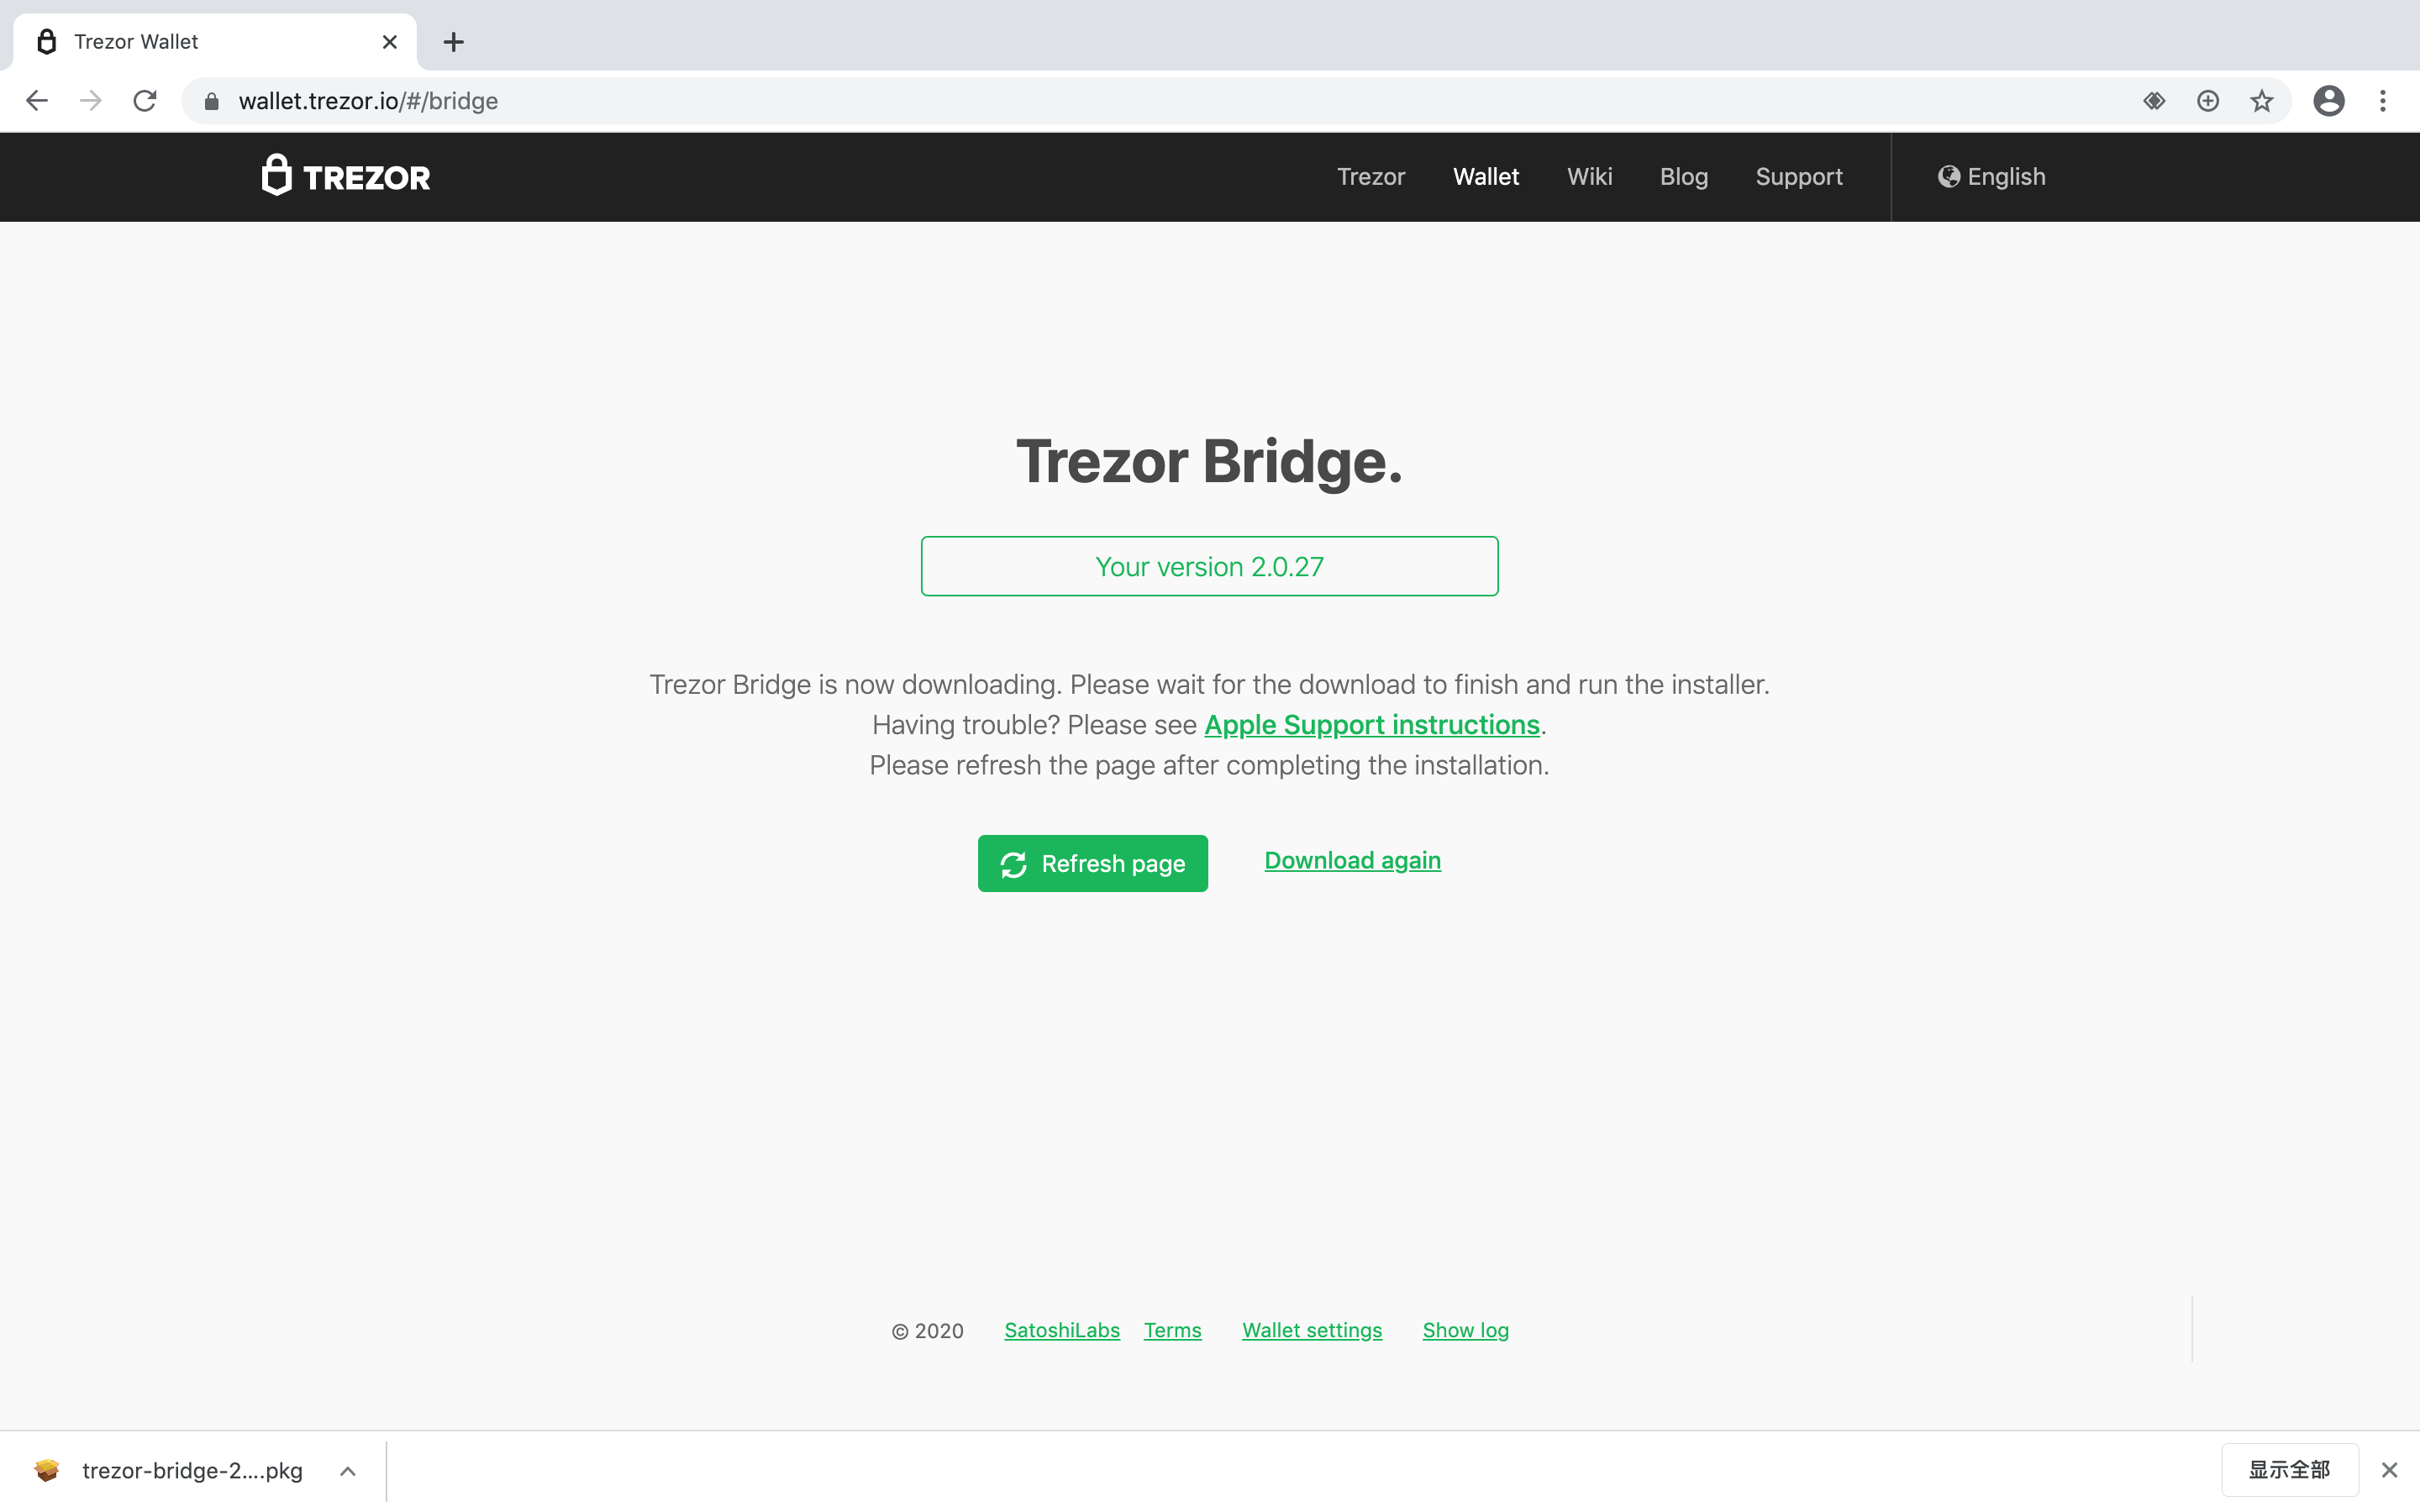 Trezor Wallet
wallet.trezor.io/#/bridge
TREZOR
Trezor Wallet Wiki Blog Support English
Trezor Bridge.
Your version 2.0.27
Trezor Bridge is now downloading. Please wait for the download to finish and run the installer.
Having trouble? Please see Apple Support instructions.
Please refresh the page after completing the installation.
Refresh page Download again
© 2020 SatoshiLabs Terms Wallet settings Show log
trezor-bridge-2....pkg 显示全部